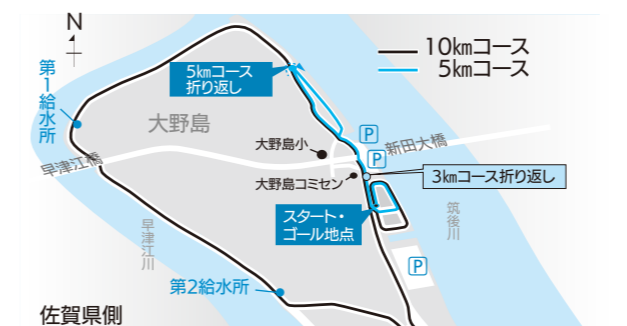 N
10kmコース
5kmコース
5kmコース
折り返し
第1給水所
大野島
P
新田大橋
大野島小
P
早津江橋
大野島コミセン
3kmコース折り返し
スタート・
ゴール地点
筑後川
早津江川
P
第2給水所
佐賀県側